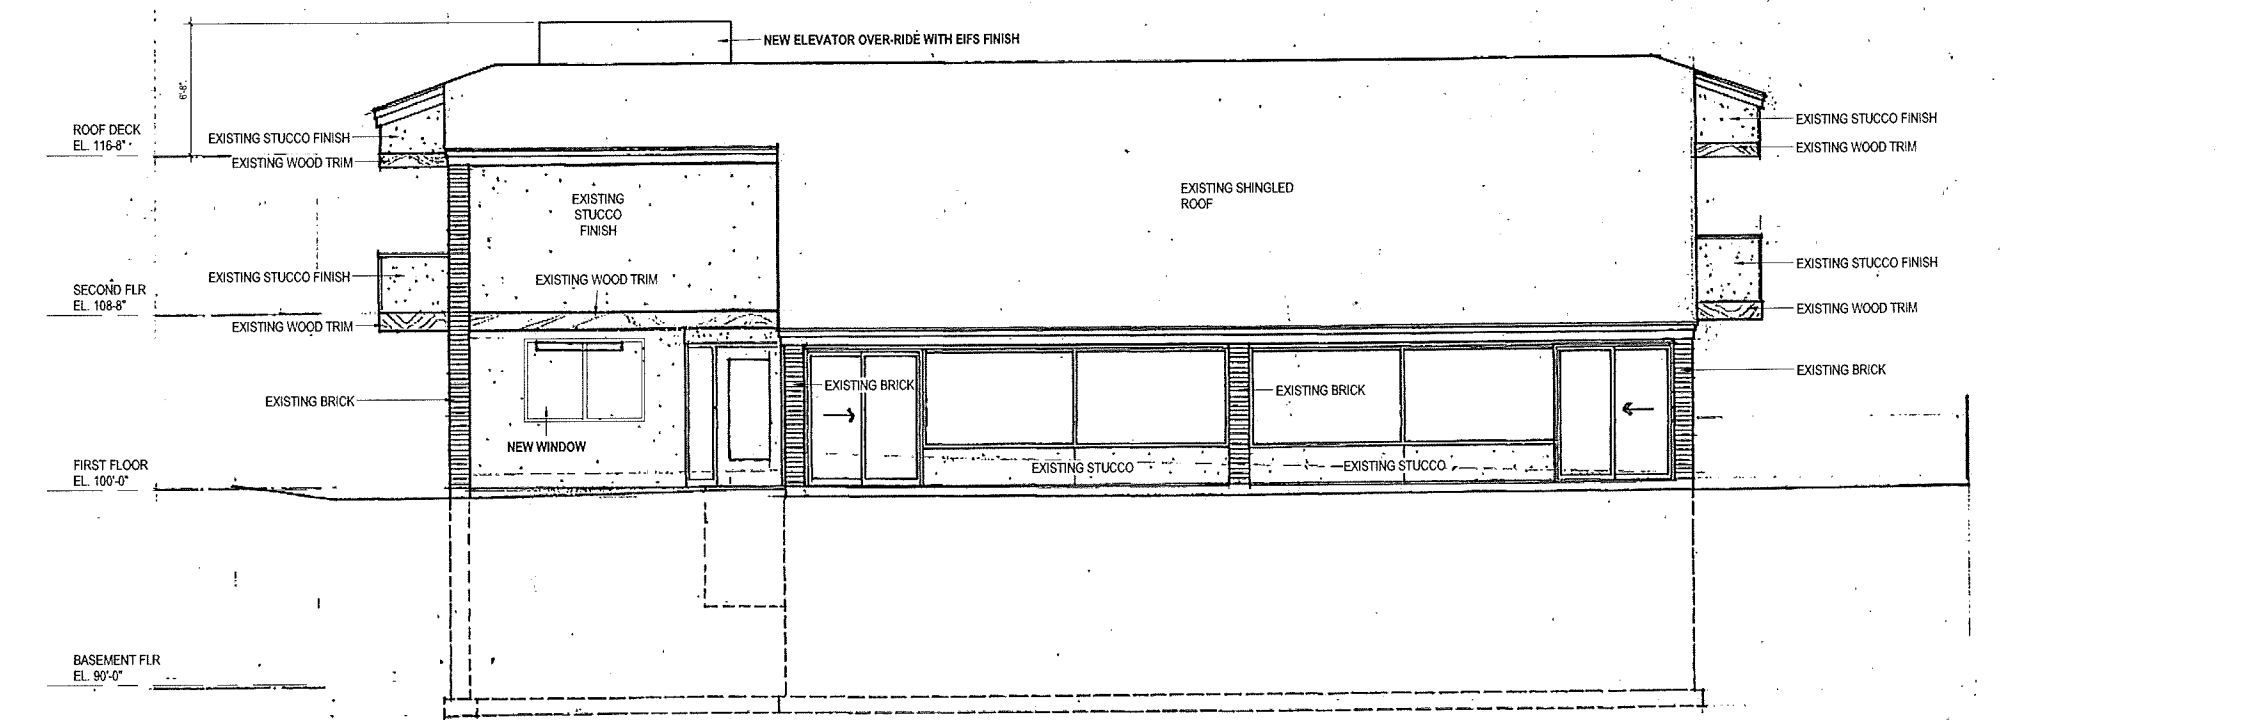 NEW ELEVATOR OVER-RIDE WITH EIFS FINISH
6'-8"
ROOF DECK
EL. 116-8"
EXISTING STUCCO FINISH
EXISTING WOOD TRIM
EXISTING STUCCO FINISH
EXISTING WOOD TRIM
EXISTING
STUCCO
FINISH
EXISTING SHINGLED
ROOF
EXISTING STUCCO FINISH
EXISTING WOOD TRIM
SECOND FLR
EL. 108-8"
EXISTING STUCCO FINISH
EXISTING WOOD TRIM
EXISTING WOOD TRIM
EXISTING BRICK
NEW WINDOW
EXISTING BRICK
EXISTING BRICK
EXISTING BRICK
EXISTING STUCCO
EXISTING STUCCO
FIRST FLOOR
EL. 100'-0"
BASEMENT FLR
EL. 90'-0"